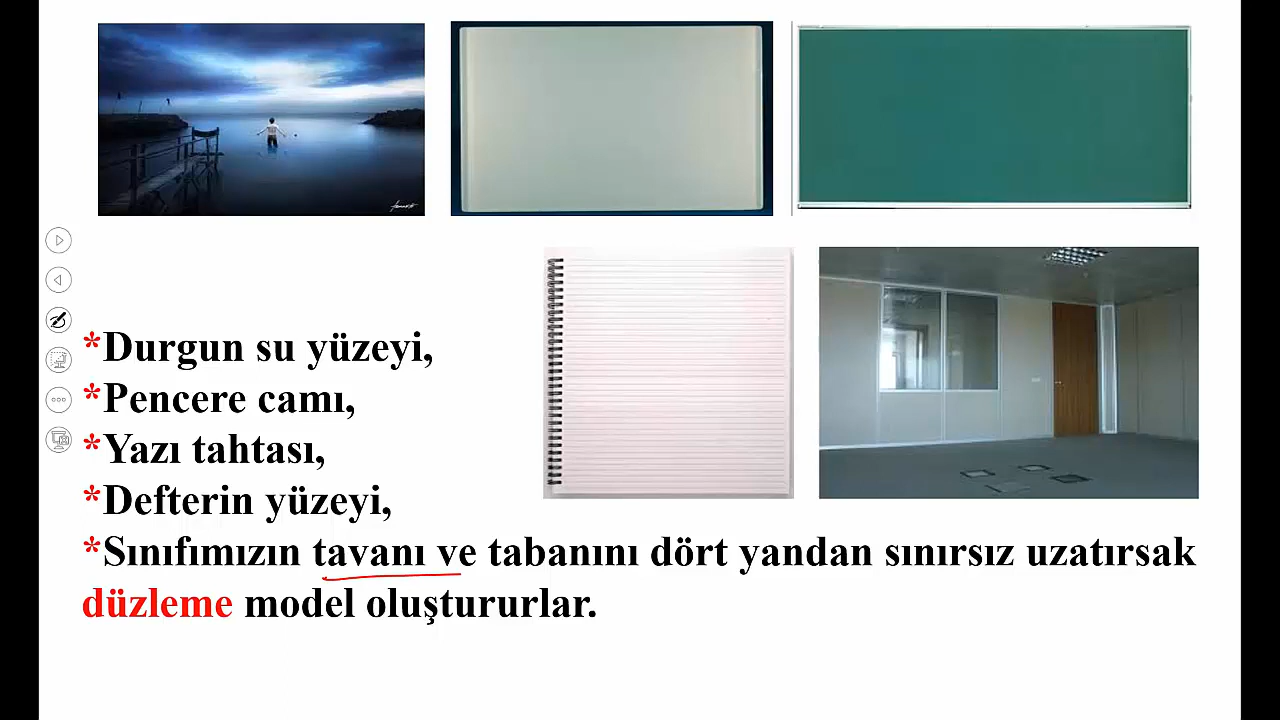 *Durgun su yüzeyi,
*Pencere camı,
*Yazı tahtası,
*Defterin yüzeyi,
*Sınıfımızın tavanı ve tabanını dört yandan sınırsız uzatırsak
düzleme model oluştururlar.